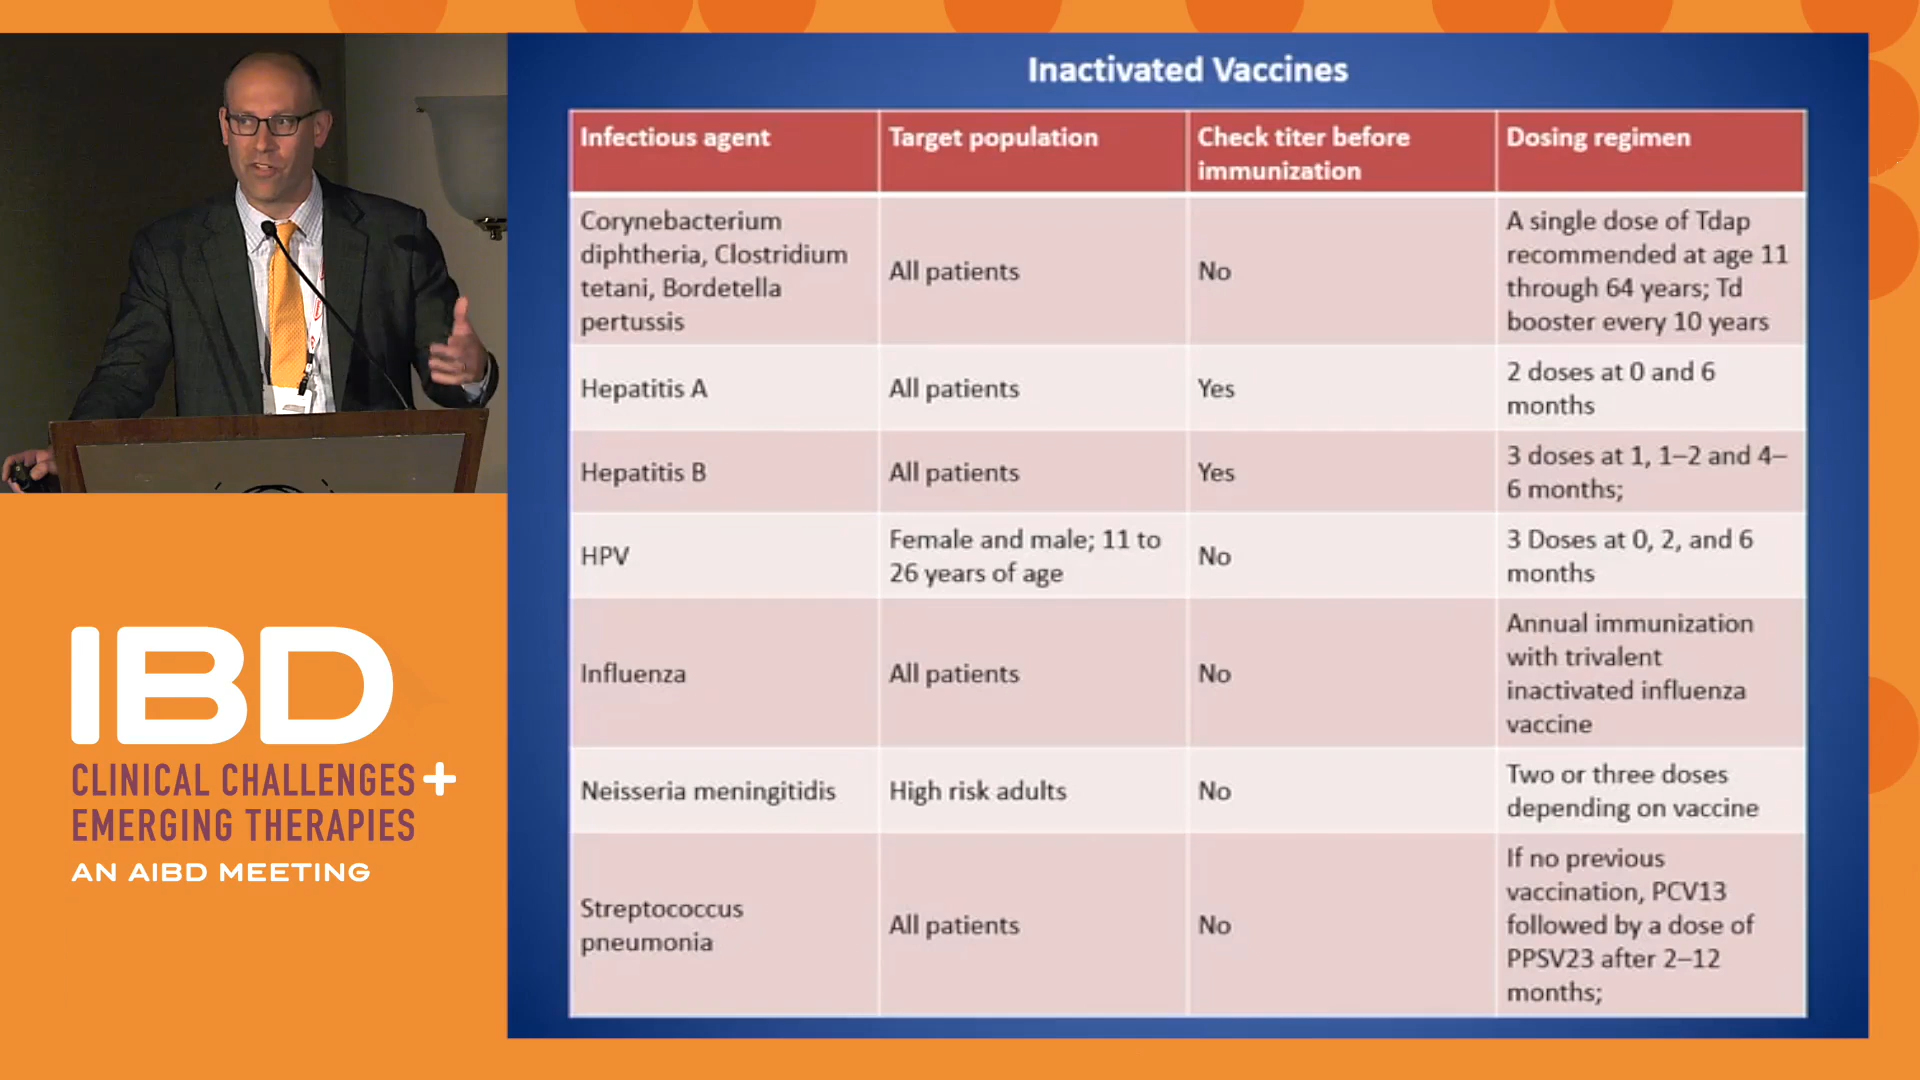 Inactivated Vaccines
Infectious agent
Target population
Check titer before
immunization
Dosing regimen
Corynebacterium
diphtheria, Clostridium
tetani, Bordetella
pertussis
All patients
No
A single dose of Tdap
recommended at age 11
through 64 years; Td
booster every 10 years
Hepatitis A
All patients
Yes
2 doses at 0 and 6
months
Hepatitis B
All patients
Yes
3 doses at 1, 1–2 and 4–
6 months;
HPV
Female and male; 11 to
26 years of age
No
3 Doses at 0, 2, and 6
months
Influenza
All patients
No
Annual immunization
with trivalent
inactivated influenza
vaccine
Neisseria meningitidis
High risk adults
No
Two or three doses
depending on vaccine
Streptococcus
pneumonia
All patients
No
If no previous
vaccination, PCV13
followed by a dose of
PPSV23 after 2–12
months;
IBD
CLINICAL CHALLENGES +
EMERGING THERAPIES
AN AIBD MEETING